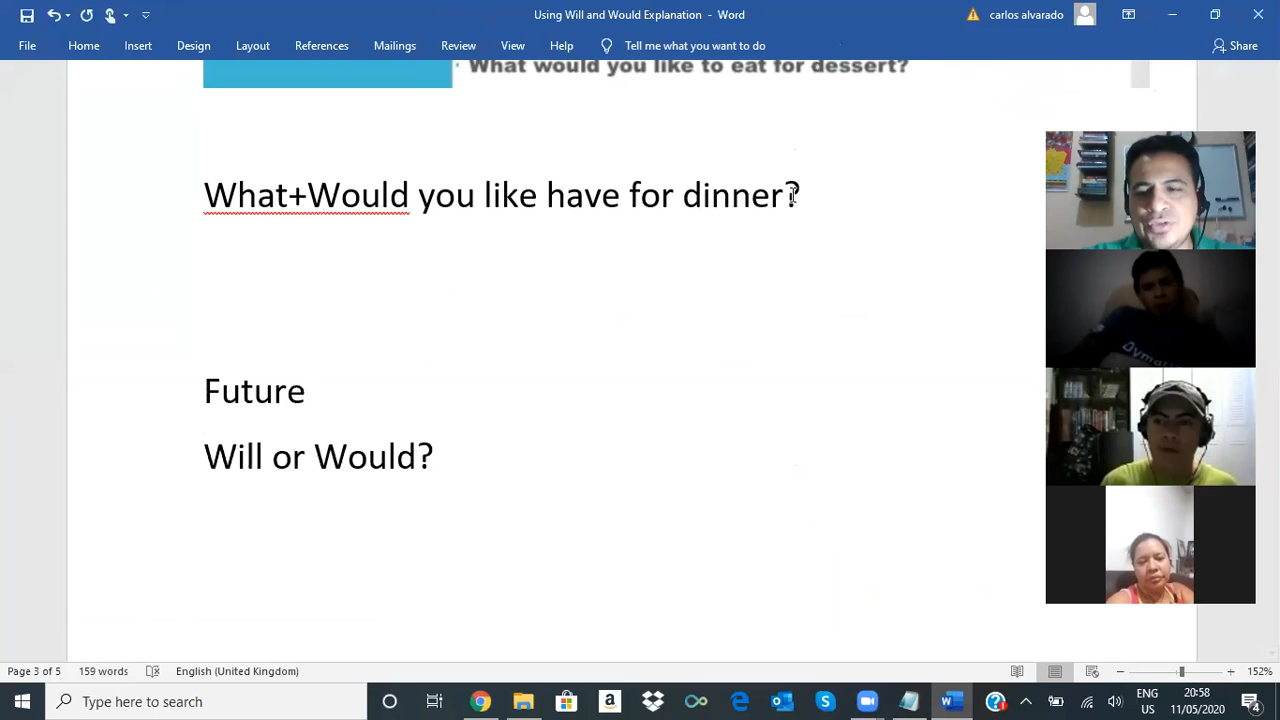 Using Will and Would Explanation - Word
carlos alvarado
File Home Insert Design Layout References Mailings Review View Help Tell me what you want to do Share
What would you like to eat for dessert?
What+Would you like have for dinner?
Future
Will or Would?
Page 3 of 5 159 words English (United Kingdom) 152%
Type here to search
ENG
20:58
11/05/2020
4